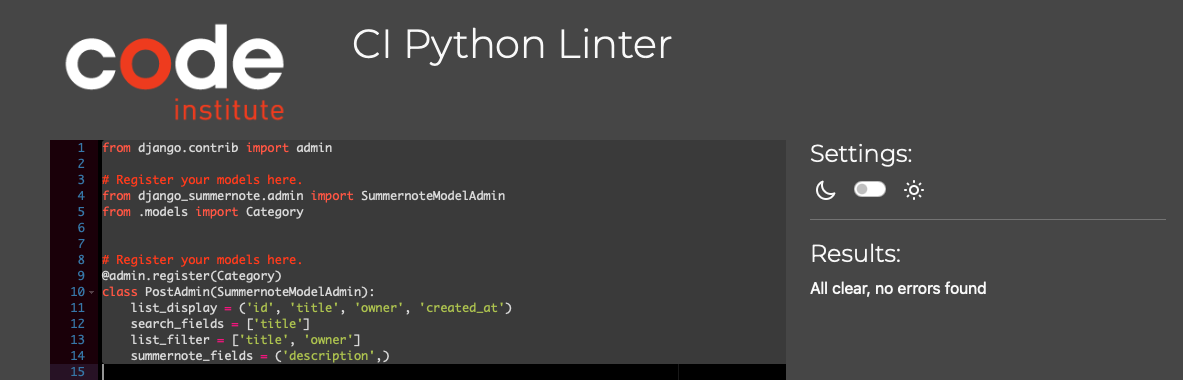 code
institute
CI Python Linter
1 from django.contrib import admin
2
3 # Register your models here.
4 from django_summernote.admin import SummernoteModelAdmin
5 from .models import Category
6
7
8 # Register your models here.
9 @admin.register(Category)
10 class PostAdmin(SummernoteModelAdmin):
11     list_display = ('id', 'title', 'owner', 'created_at')
12     search_fields = ['title']
13     list_filter = ['title', 'owner']
14     summernote_fields = ('description',)
15
Settings:
Results:
All clear, no errors found